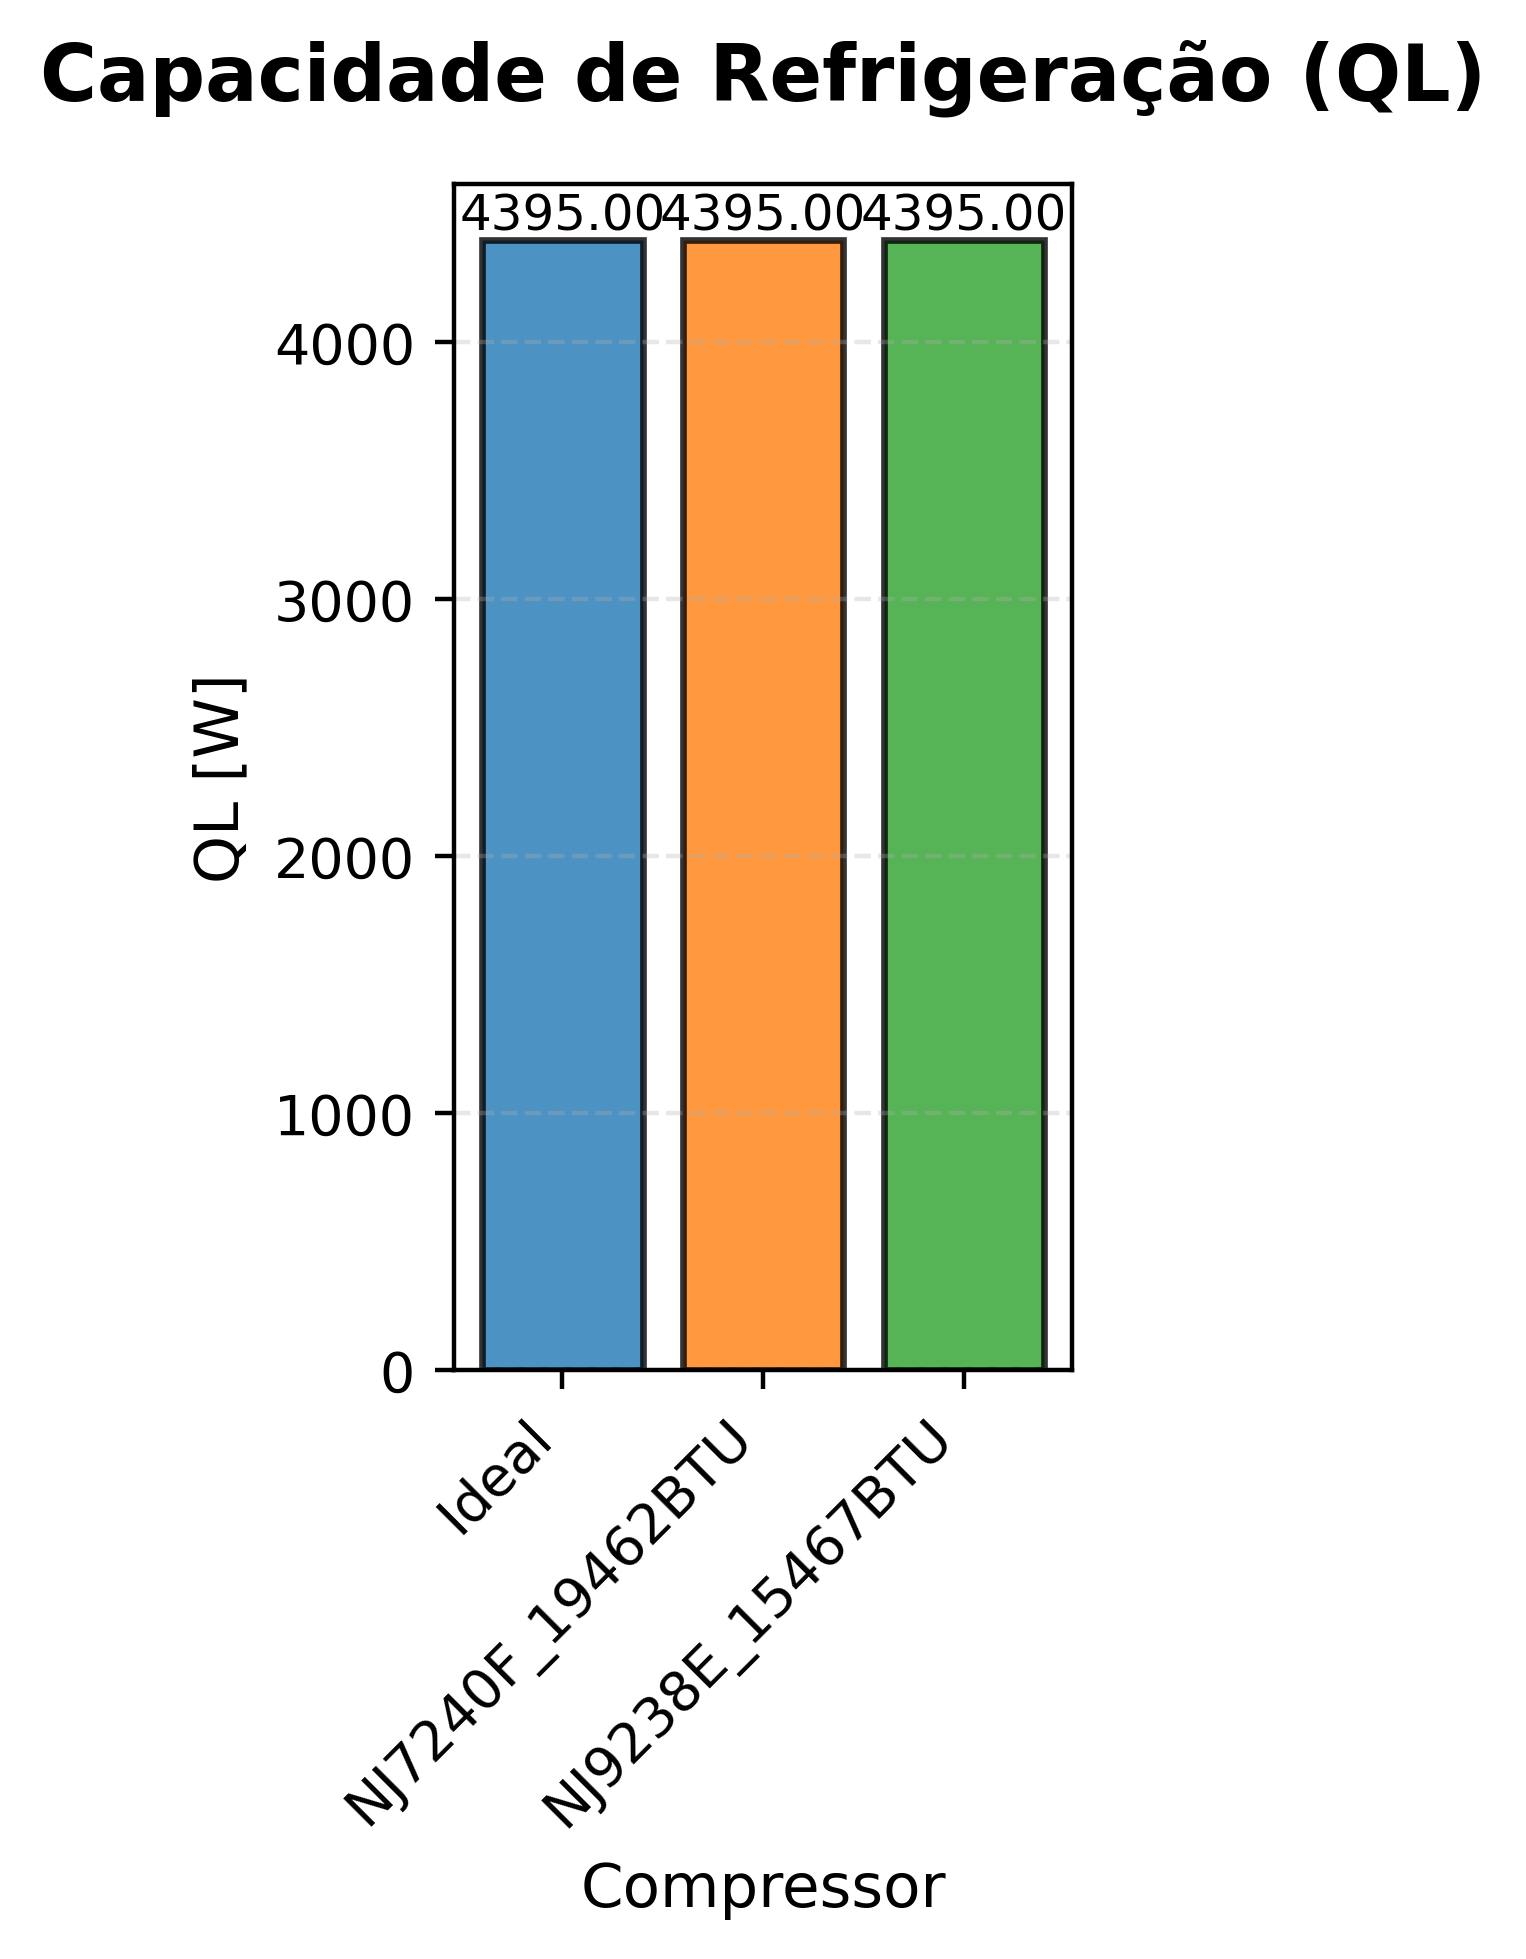 Capacidade de Refrigeração (QL)
4395.00 4395.00 4395.00
4000
3000
2000
1000
0
QL [W]
Ideal
NJ7240F_19462BTU
NJ9238E_15467BTU
Compressor